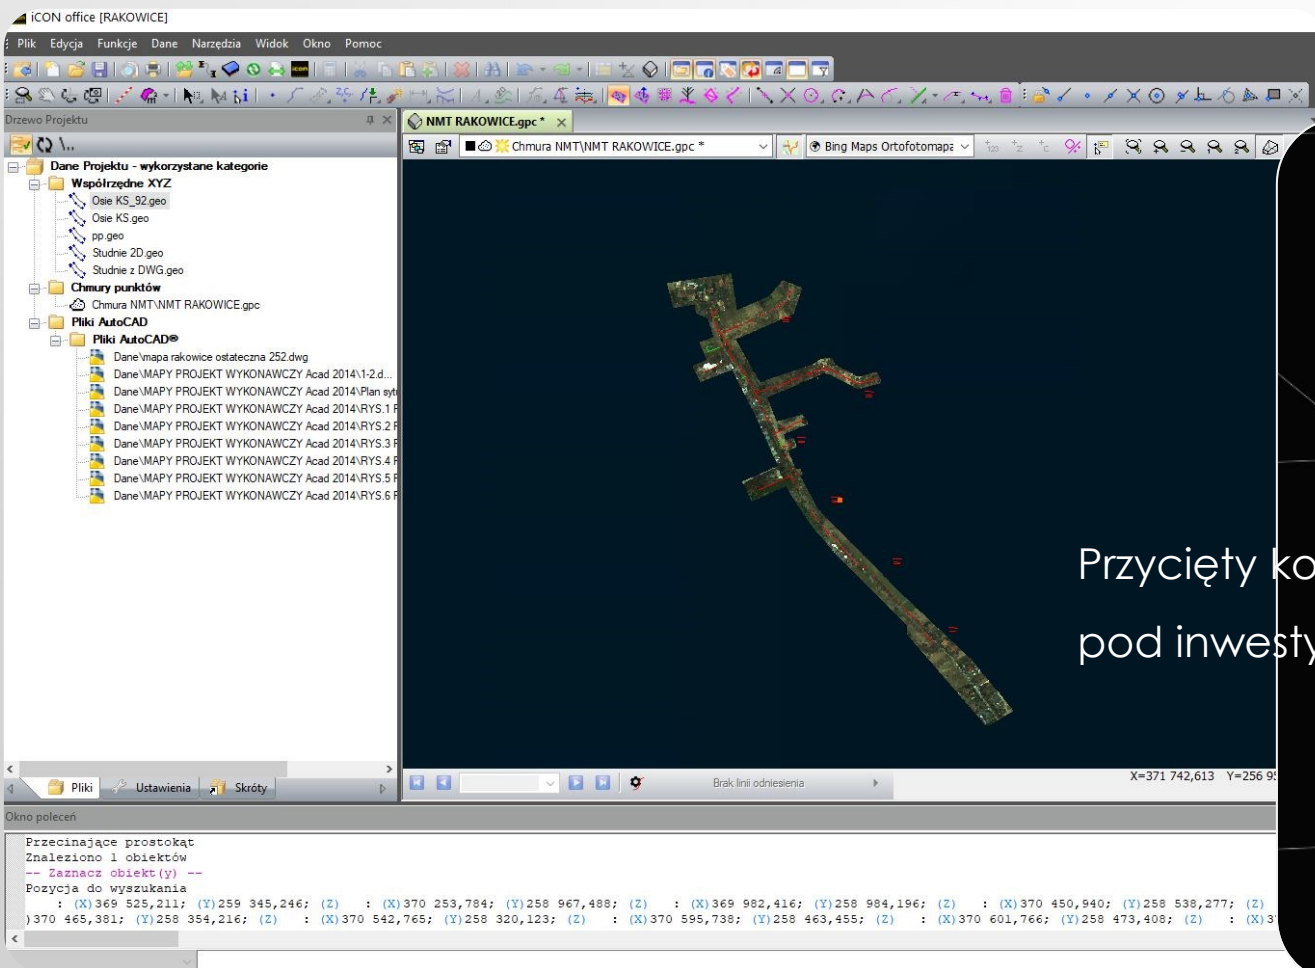 iCON office [RAKOWICE]
Plik Edycja Funkcje Dane Narzędzia Widok Okno Pomoc
Drzewo Projektu
NMT RAKOWICE.gpc *
\..
Chmura NMT\NMT RAKOWICE.gpc *
Bing Maps Ortofotomapa
Dane Projektu - wykorzystane kategorie
Współrzędne XYZ
Osie KS_92.geo
Osie KS.geo
pp.geo
Studnie 2D.geo
Studnie z DWG.geo
Chmury punktów
Chmura NMT\NMT RAKOWICE.gpc
Pliki AutoCAD
Pliki AutoCAD®
Dane\mapa rakowice ostateczna 252.dwg
Dane\MAPY PROJEKT WYKONAWCZY Acad 2014\1-2.d...
Dane\MAPY PROJEKT WYKONAWCZY Acad 2014\Plan sytu
Dane\MAPY PROJEKT WYKONAWCZY Acad 2014\RYS.1 P
Dane\MAPY PROJEKT WYKONAWCZY Acad 2014\RYS.2 P
Dane\MAPY PROJEKT WYKONAWCZY Acad 2014\RYS.3 P
Dane\MAPY PROJEKT WYKONAWCZY Acad 2014\RYS.4 P
Dane\MAPY PROJEKT WYKONAWCZY Acad 2014\RYS.5 P
Dane\MAPY PROJEKT WYKONAWCZY Acad 2014\RYS.6 P
Przycięty ko
pod inwesty
Pliki Ustawienia Skróty
Brak linii odniesienia
X=371 742,613 Y=256 95
Okno poleceń
Przecinające prostokąt
Znaleziono 1 obiektów
-- Zaznacz obiekt(y) --
Pozycja do wyszukania
: (X)369 525,211; (Y)259 345,246; (Z) : (X)370 253,784; (Y)258 967,488; (Z) : (X)369 982,416; (Y)258 984,196; (Z) : (X)370 450,940; (Y)258 538,277; (Z)
)370 465,381; (Y)258 354,216; (Z) : (X)370 542,765; (Y)258 320,123; (Z) : (X)370 595,738; (Y)258 463,455; (Z) : (X)370 601,766; (Y)258 473,408; (Z) : (X)3